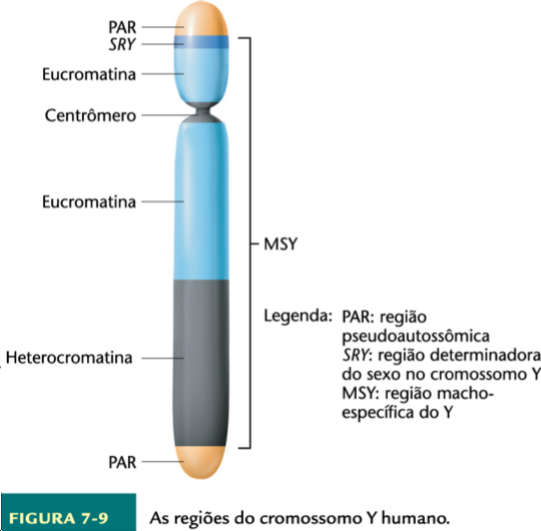 PAR
SRY
Eucromatina
Centrômero
Eucromatina
MSY
Heterocromatina
PAR
Legenda: PAR: região
pseudoautossômica
SRY: região determinadora
do sexo no cromossomo Y
MSY: região macho-
específica do Y
FIGURA 7-9 As regiões do cromossomo Y humano.